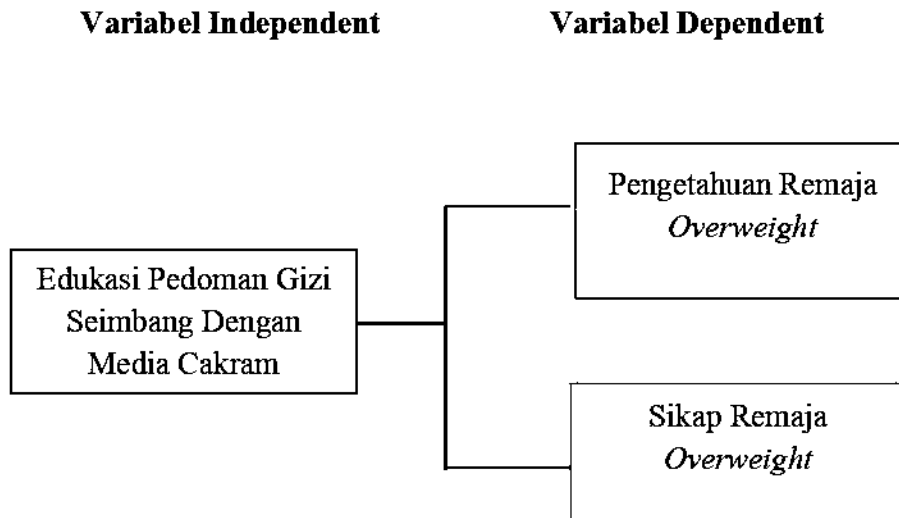 Variabel Independent
Variabel Dependent
Pengetahuan Remaja
Overweight
Edukasi Pedoman Gizi
Seimbang Dengan
Media Cakram
Sikap Remaja
Overweight